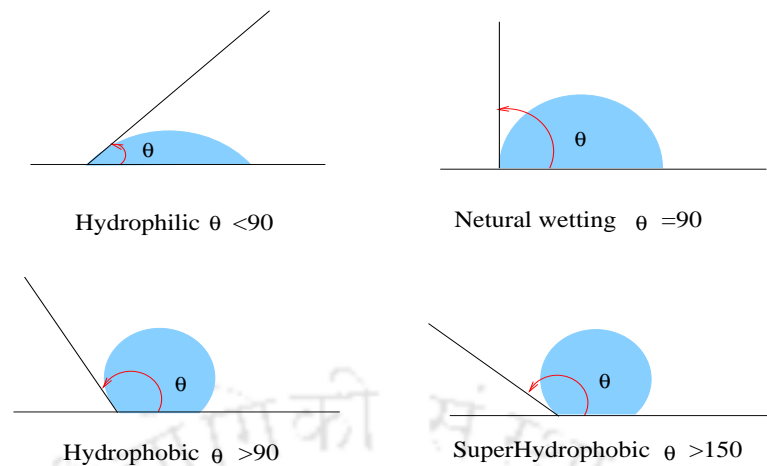 θ
θ
Hydrophilic θ <90
Netural wetting θ =90
θ
θ
Hydrophobic θ >90
SuperHydrophobic θ >150